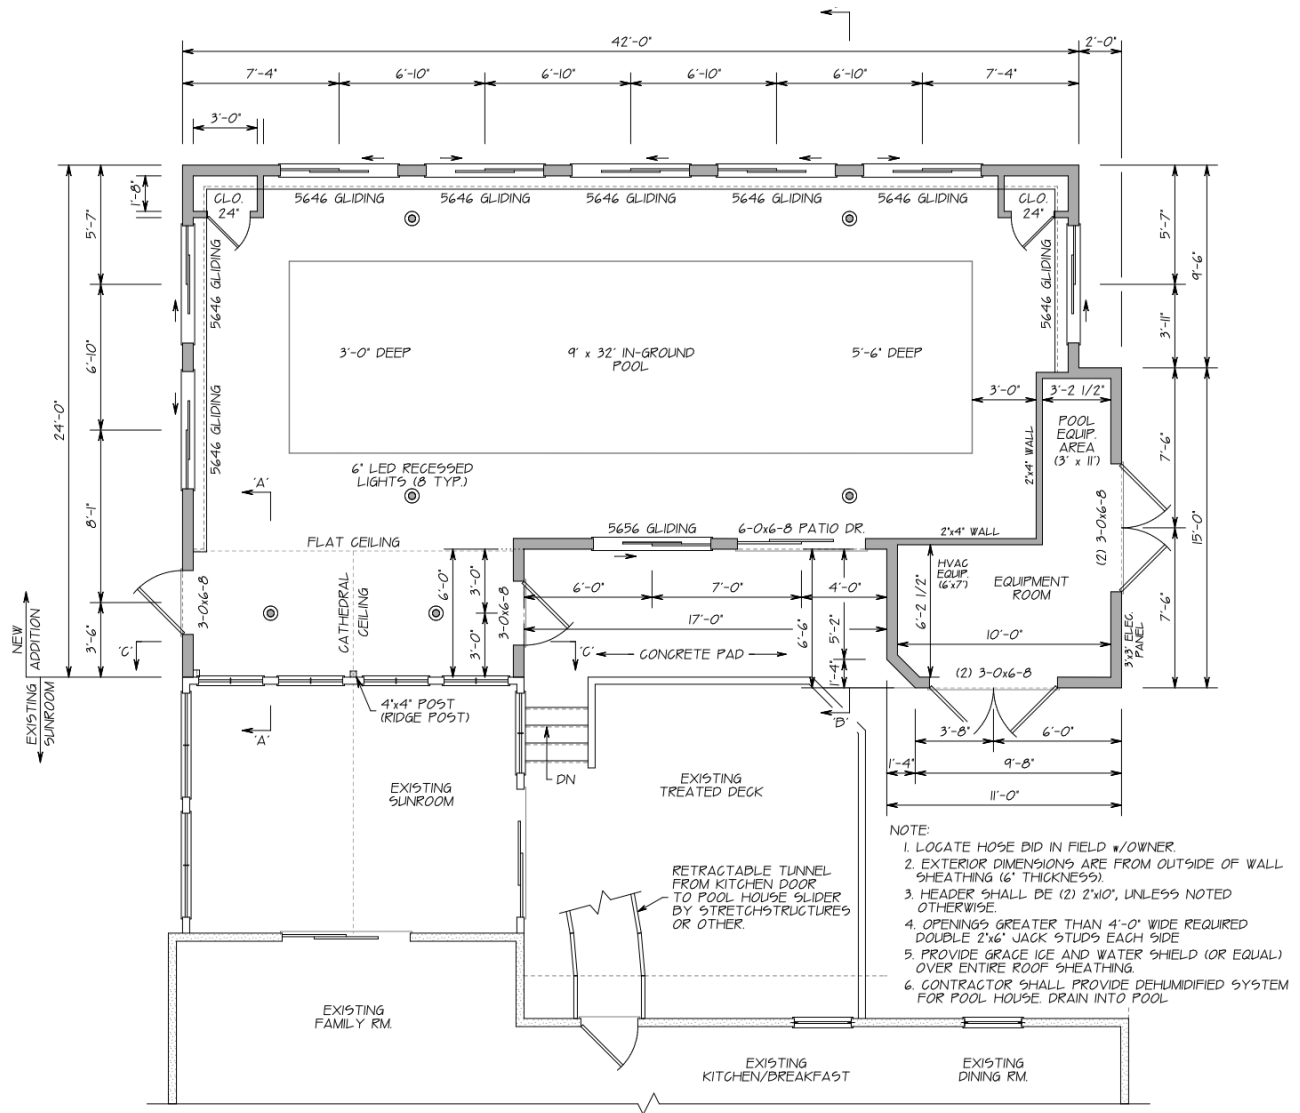 42'-0"
2'-0"
7'-4"
6'-10"
6'-10"
6'-10"
6'-10"
7'-4"
3'-0"
1'-8"
CLO.
24"
5646 GLIDING
5646 GLIDING
5646 GLIDING
5646 GLIDING
5646 GLIDING
CLO.
24"
5'-7"
5646 GLIDING
5646 GLIDING
5'-7"
9'-6"
3'-11"
6'-10"
24'-0"
3'-0" DEEP
9' x 32' IN-GROUND
POOL
5'-6" DEEP
3'-0"
3'-2 1/2"
5646 GLIDING
POOL
EQUIP.
AREA
(3' x 11')
2"x4" WALL
7'-6"
6" LED RECESSED
LIGHTS (8 TYP.)
'A'
8'-1"
5656 GLIDING
6-0x6-8 PATIO DR.
2"x4" WALL
(2) 3-0x6-8
15'-0"
FLAT CEILING
CATHEDRAL
CEILING
3-0x6-8
6'-0"
3'-0"
3'-0"
3-0x6-8
6'-0"
7'-0"
4'-0"
17'-0"
6'-6"
5'-2"
1'-4"
HVAC
EQUIP.
(6'x7')
6'-2 1/2"
EQUIPMENT
ROOM
10'-0"
3'x3' ELEC.
PANEL
7'-6"
3'-6"
NEW
ADDITION
EXISTING
SUNROOM
'C'
'C'
CONCRETE PAD
(2) 3-0x6-8
4"x4" POST
(RIDGE POST)
'A'
'B'
3'-8"
6'-0"
1'-4"
9'-8"
11'-0"
DN
EXISTING
SUNROOM
EXISTING
TREATED DECK
RETRACTABLE TUNNEL
FROM KITCHEN DOOR
TO POOL HOUSE SLIDER
BY STRETCHSTRUCTURES
OR OTHER.
NOTE:
1. LOCATE HOSE BID IN FIELD w/OWNER.
2. EXTERIOR DIMENSIONS ARE FROM OUTSIDE OF WALL
SHEATHING (6" THICKNESS).
3. HEADER SHALL BE (2) 2"x10", UNLESS NOTED
OTHERWISE.
4. OPENINGS GREATER THAN 4'-0" WIDE REQUIRED
DOUBLE 2"x6" JACK STUDS EACH SIDE
5. PROVIDE GRACE ICE AND WATER SHIELD (OR EQUAL)
OVER ENTIRE ROOF SHEATHING.
6. CONTRACTOR SHALL PROVIDE DEHUMIDIFIED SYSTEM
FOR POOL HOUSE. DRAIN INTO POOL
EXISTING
FAMILY RM.
EXISTING
KITCHEN/BREAKFAST
EXISTING
DINING RM.